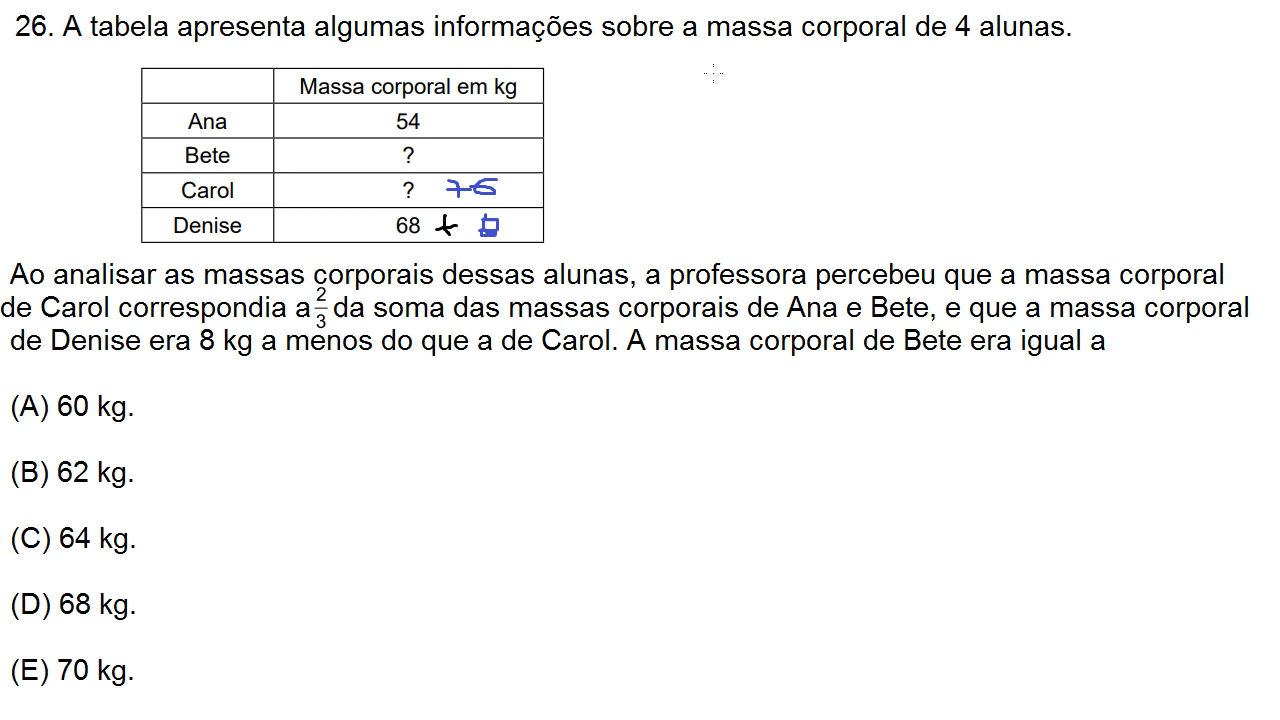 26. A tabela apresenta algumas informações sobre a massa corporal de 4 alunas.
Massa corporal em kg
Ana 54
Bete ?
Carol ? 76
Denise 68 + 8
Ao analisar as massas corporais dessas alunas, a professora percebeu que a massa corporal
de Carol correspondia a 2/3 da soma das massas corporais de Ana e Bete, e que a massa corporal
de Denise era 8 kg a menos do que a de Carol. A massa corporal de Bete era igual a
(A) 60 kg.
(B) 62 kg.
(C) 64 kg.
(D) 68 kg.
(E) 70 kg.